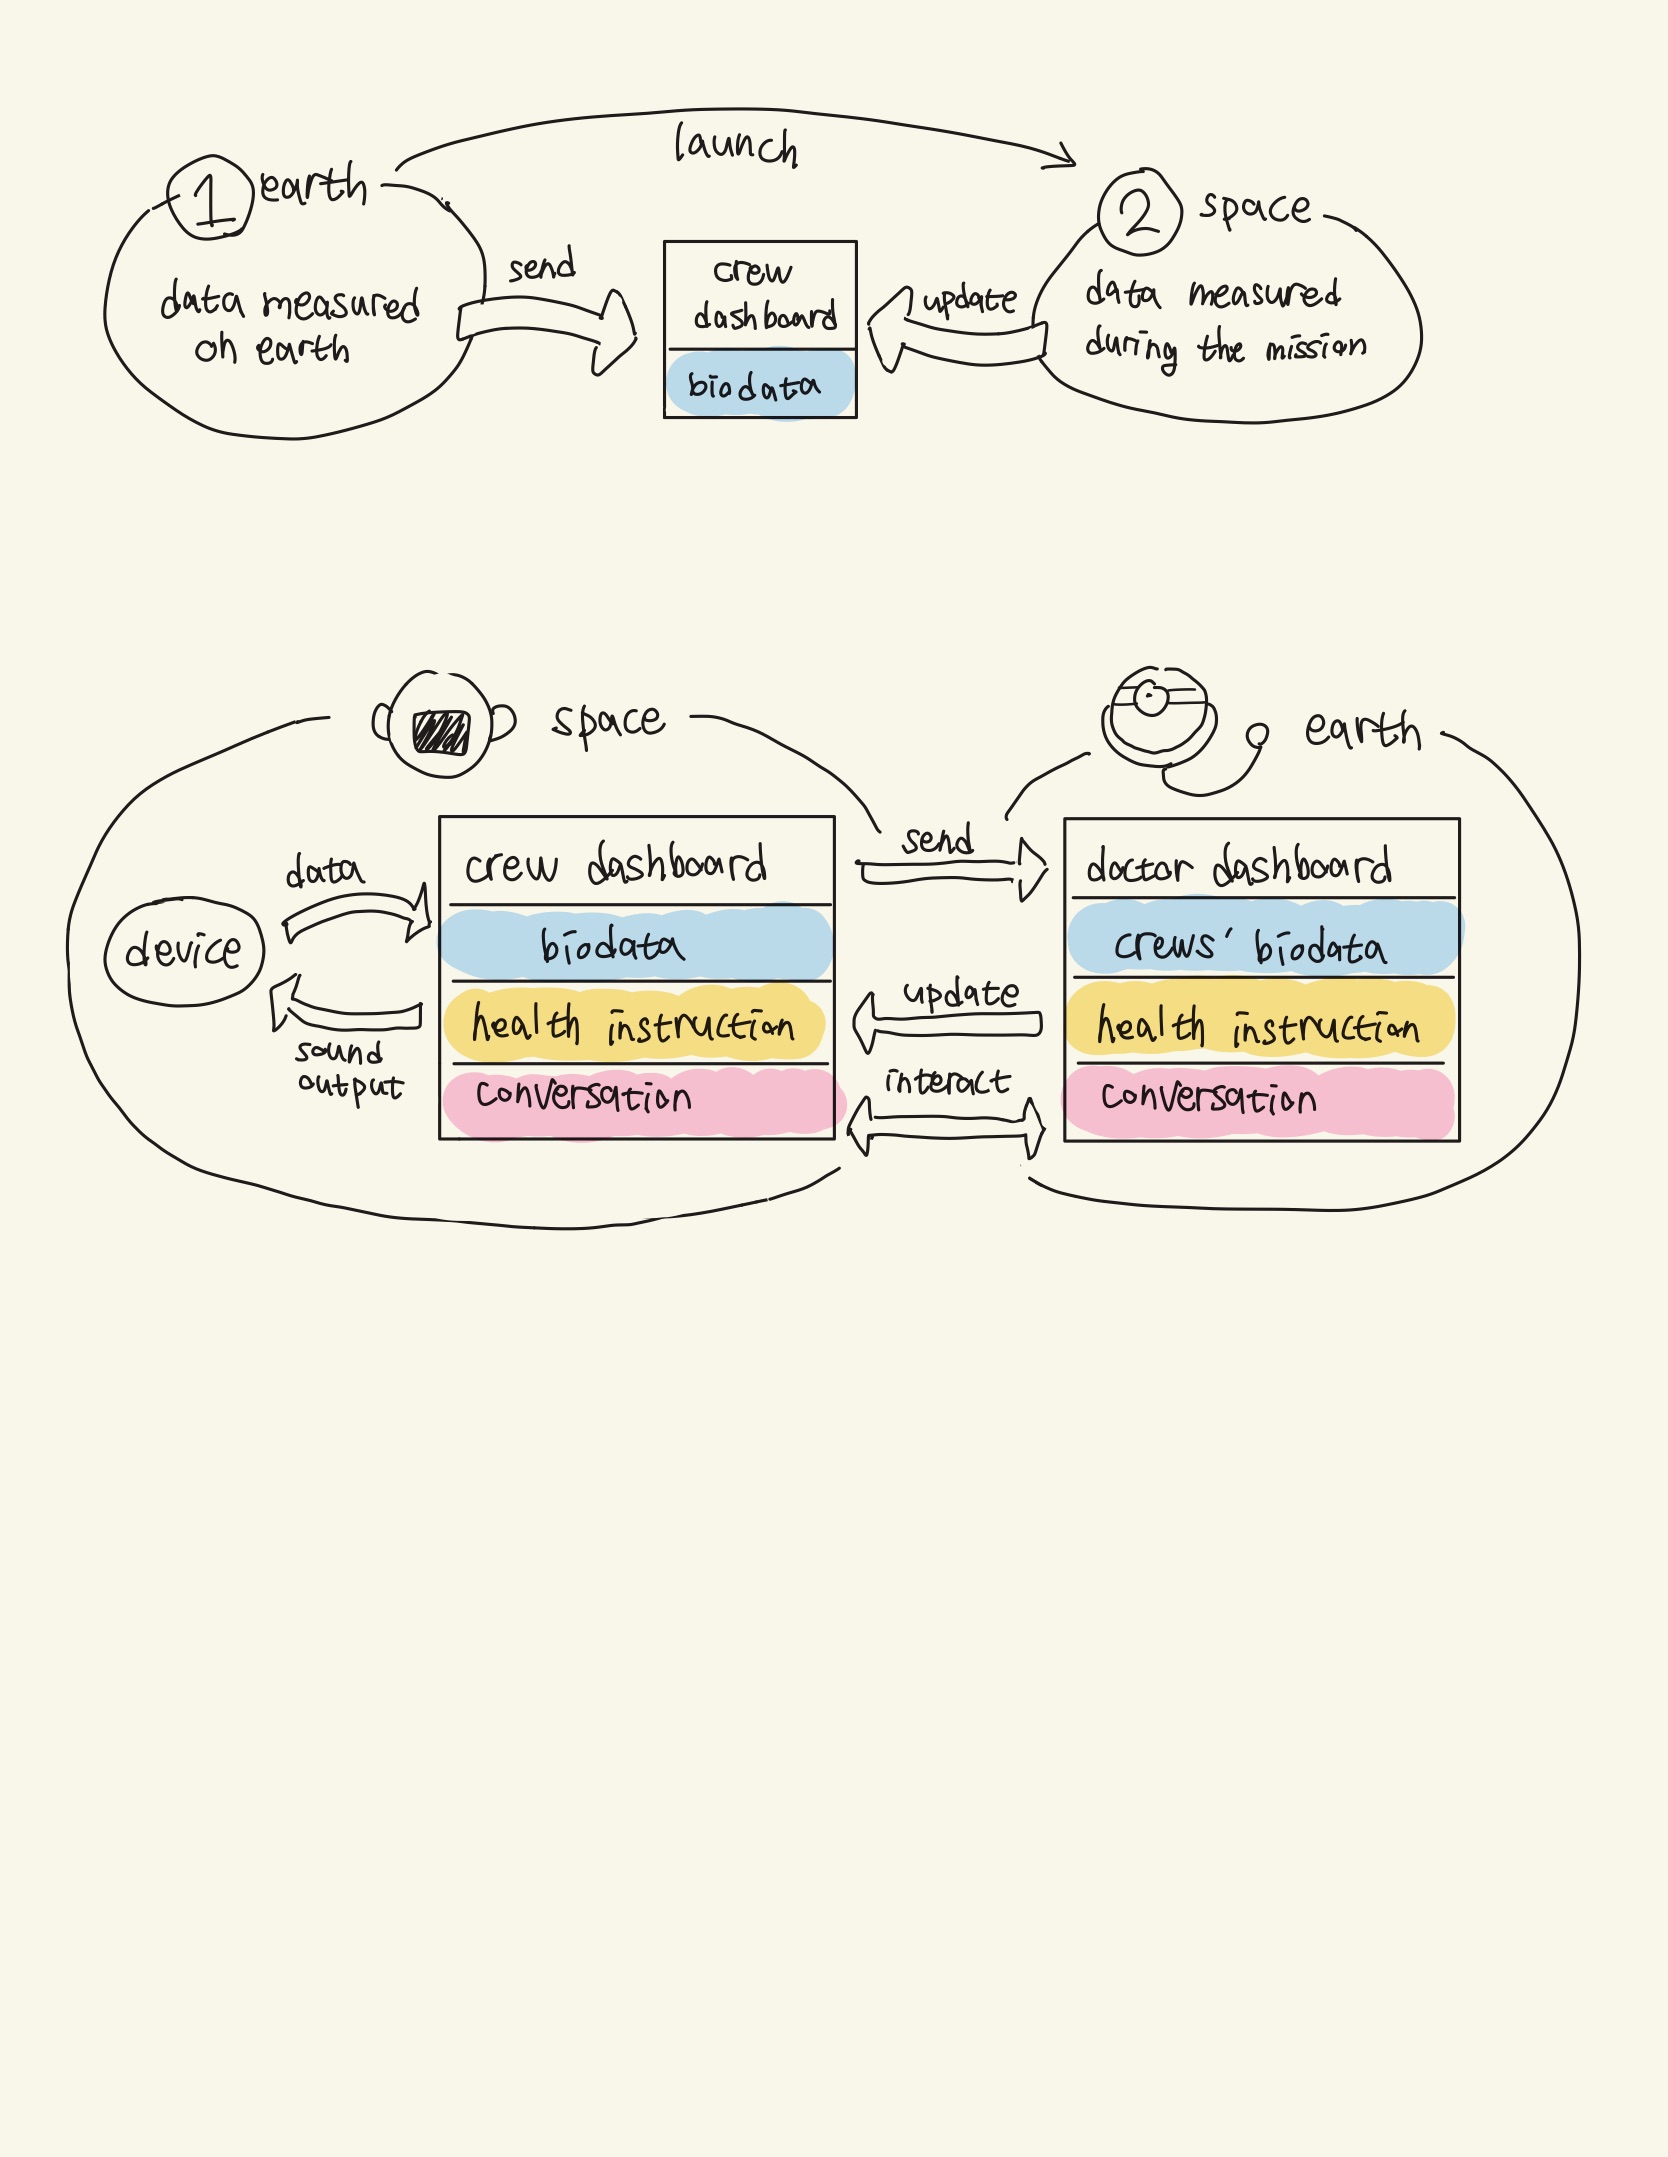 launch
1 earth
data measured
on earth
send
crew
dashboard
biodata
update
2 space
data measured
during the mission
space
earth
device
data
sound
output
crew dashboard
biodata
health instruction
conversation
send
update
interact
doctor dashboard
crews' biodata
health instruction
conversation